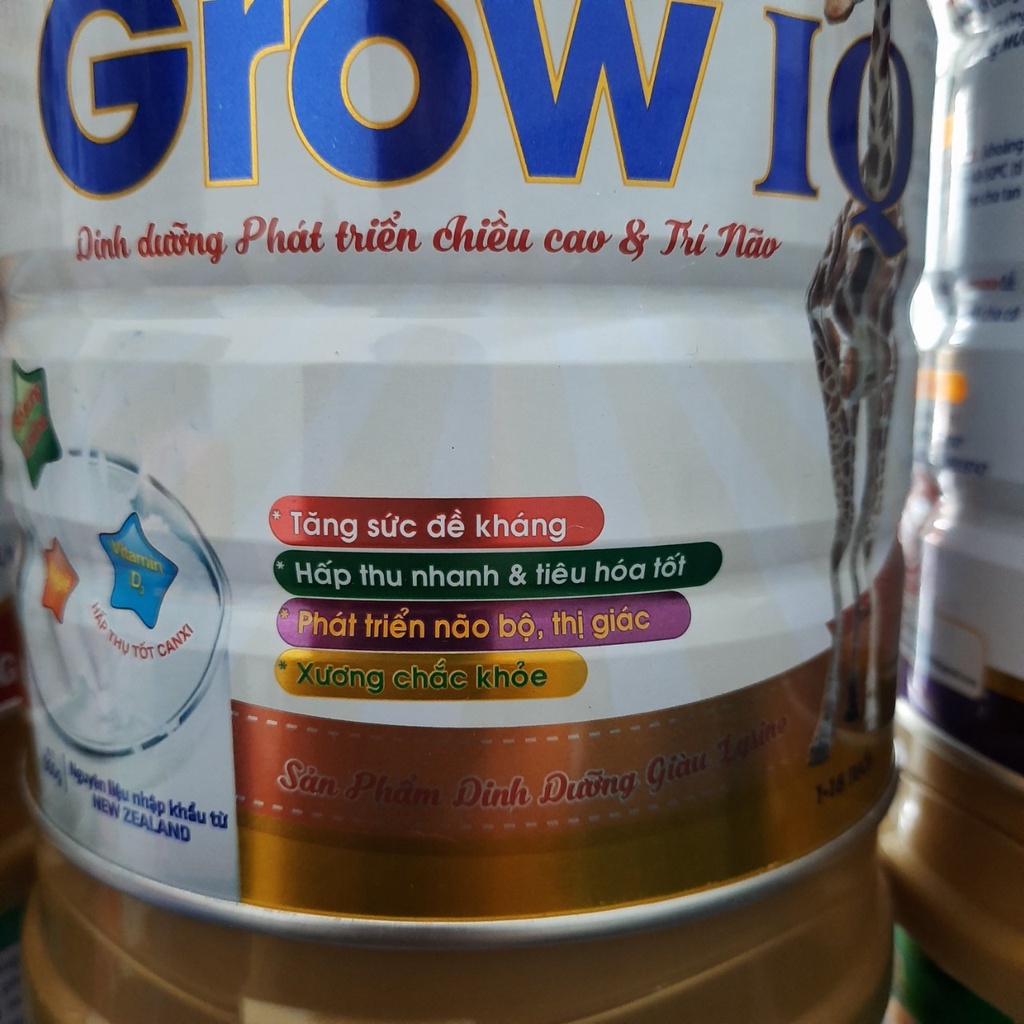 Grow IQ
Dinh dưỡng Phát triển chiều cao & Trí Não
* Tăng sức đề kháng
* Hấp thu nhanh & tiêu hóa tốt
* Phát triển não bộ, thị giác
* Xương chắc khỏe
Vitamin D3
HẤP THỤ TỐT CANXI
Sản Phẩm Dinh Dưỡng Giàu Lysine
Nguyên liệu nhập khẩu từ
NEW ZEALAND